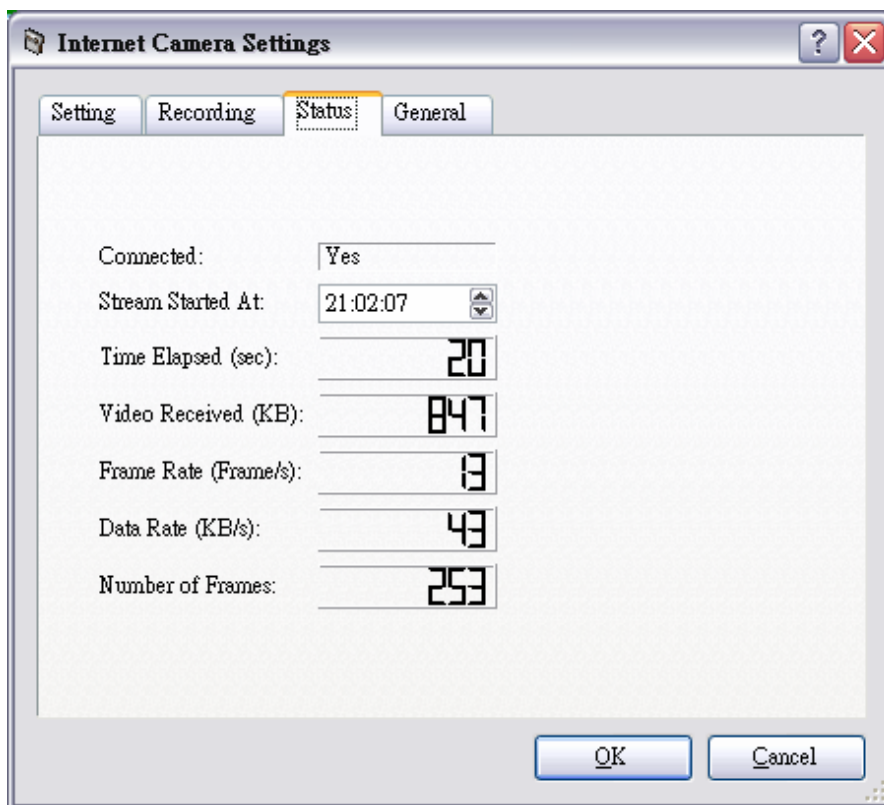 Internet Camera Settings
Setting Recording Status General
Connected: Yes
Stream Started At: 21:02:07
Time Elapsed (sec): 20
Video Received (KB): 847
Frame Rate (Frame/s): 13
Data Rate (KB/s): 43
Number of Frames: 253
OK Cancel